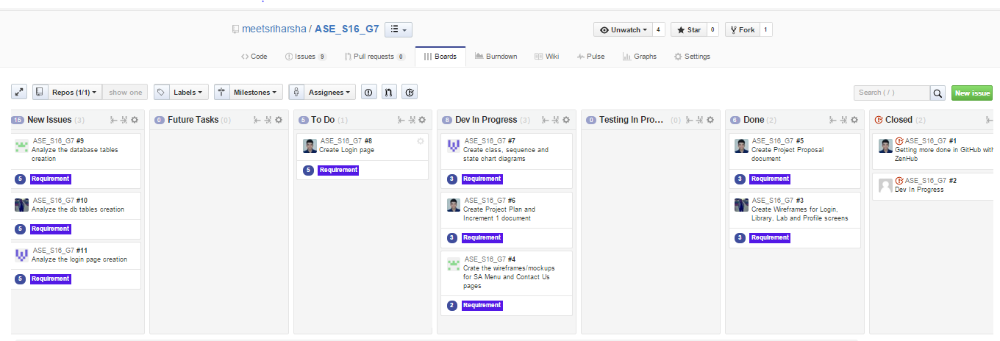 meetsriharsha / ASE_S16_G7
Unwatch 4 Star 0 Fork 1
Code Issues 9 Pull requests 0 Boards Burndown Wiki Pulse Graphs Settings
Repos (1/1) show one Labels Milestones Assignees Search ( / ) New issue
15 New Issues (3)
ASE_S16_G7 #9
Analyze the database tables
creation
5 Requirement
ASE_S16_G7 #10
Analyze the db tables creation
5 Requirement
ASE_S16_G7 #11
Analyze the login page creation
5 Requirement
0 Future Tasks (0)
5 To Do (1)
ASE_S16_G7 #8
Create Login page
5 Requirement
8 Dev In Progress (3)
ASE_S16_G7 #7
Create class, sequence and
state chart diagrams
3 Requirement
ASE_S16_G7 #6
Create Project Plan and
Increment 1 document
3 Requirement
ASE_S16_G7 #4
Crate the wireframes/mockups
for SA Menu and Contact Us
pages
2 Requirement
0 Testing In Pro... (0)
6 Done (2)
ASE_S16_G7 #5
Create Project Proposal
document
3 Requirement
ASE_S16_G7 #3
Create Wireframes for Login,
Library, Lab and Profile screens
3 Requirement
Closed (2)
ASE_S16_G7 #1
Getting more done in GitHub with
ZenHub
ASE_S16_G7 #2
Dev In Progress